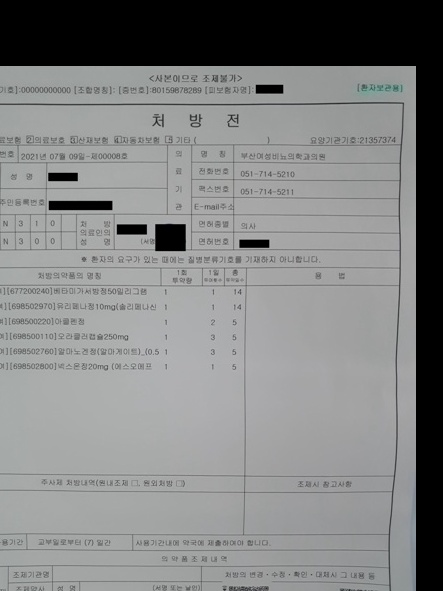 <사본이므로 조제불가>
기호]:00000000000 [조합명칭]: [증번호]:80159878289 [피보험자명]:
[환자보관용]
처 방 전
료보험 2의료보호 3산재보험 4자동차보험 5기타 ( ) 요양기관기호:21357374
번호 2021년 07월 09일-제00008호 의 료 기 관 명 칭 부산여성비뇨의학과의원
성 명 전화번호 051-714-5210
팩스번호 051-714-5211
주민등록번호 E-mail주소
N 3 1 0 처 방 의료인의 성 명 (서명 면허종별 의사
N 3 0 0 면허번호
※ 환자의 요구가 있는 때에는 질병분류기호를 기재하지 아니합니다.
처방의약품의 명칭 1회 투약량 1일 투여횟수 총 투약일수 용 법
][677200240]베타미가서방정50밀리그램 1 1 14
][698502970]유리페나정10mg(솔리페나신 1 1 14
][698500220]아클펜정 1 2 5
][698500110]오라클러캡슐250mg 1 3 5
][698502760]알마노겐정(알마게이트)_(0.5 1 3 5
][698502800]넥스온정20mg (에스오메프 1 1 5
주사제 처방내역(원내조제 □, 원외처방 □) 조제시 참고사항
용기간 교부일로부터 (7) 일간 사용기간내에 약국에 제출하여야 합니다.
의 약 품 조 제 내 역
조제기관명 처방의 변경·수정·확인·대체시 그 내용 등
조제약사 성 명 (서명 또는 날인)